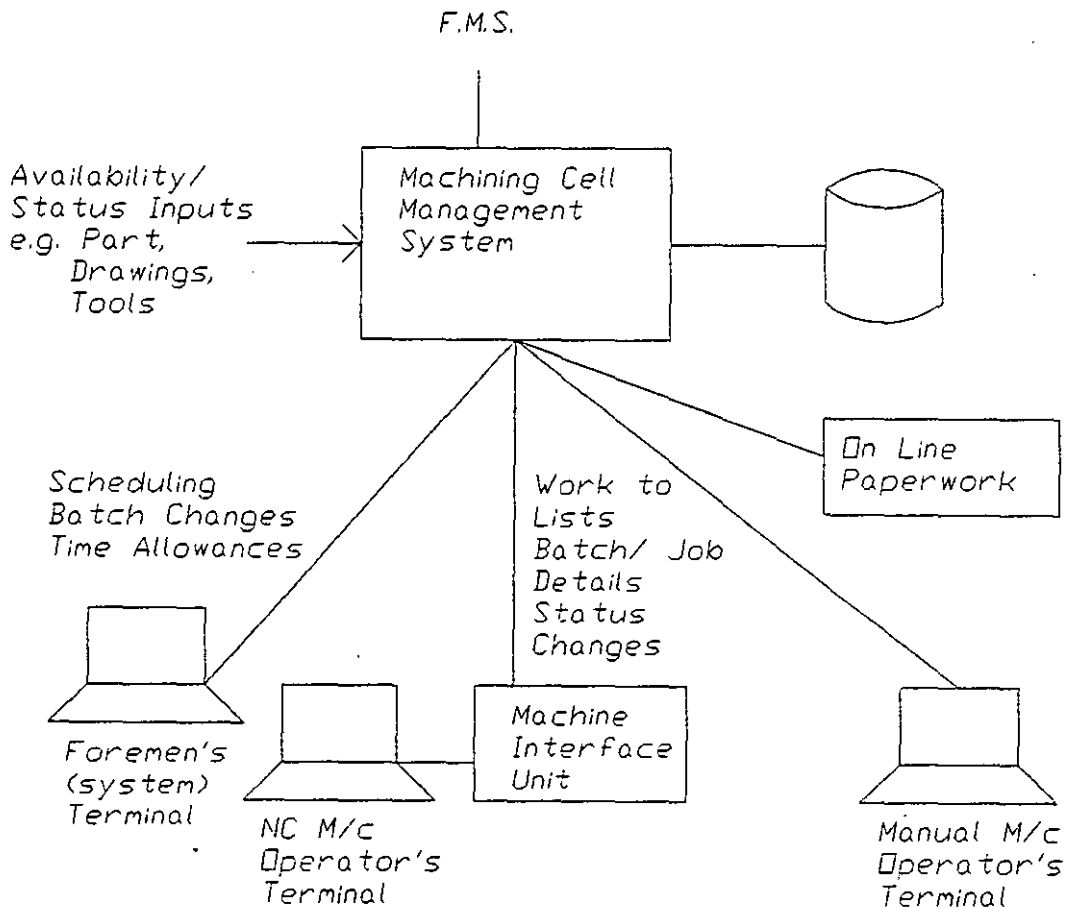 F.M.S.
Availability/
Status Inputs
e.g. Part,
Drawings,
Tools
Machining Cell
Management
System
On Line
Paperwork
Scheduling
Batch Changes
Time Allowances
Work to
Lists
Batch/ Job
Details
Status
Changes
Foremen's
(system)
Terminal
Machine
Interface
Unit
NC M/c
Operator's
Terminal
Manual M/c
Operator's
Terminal